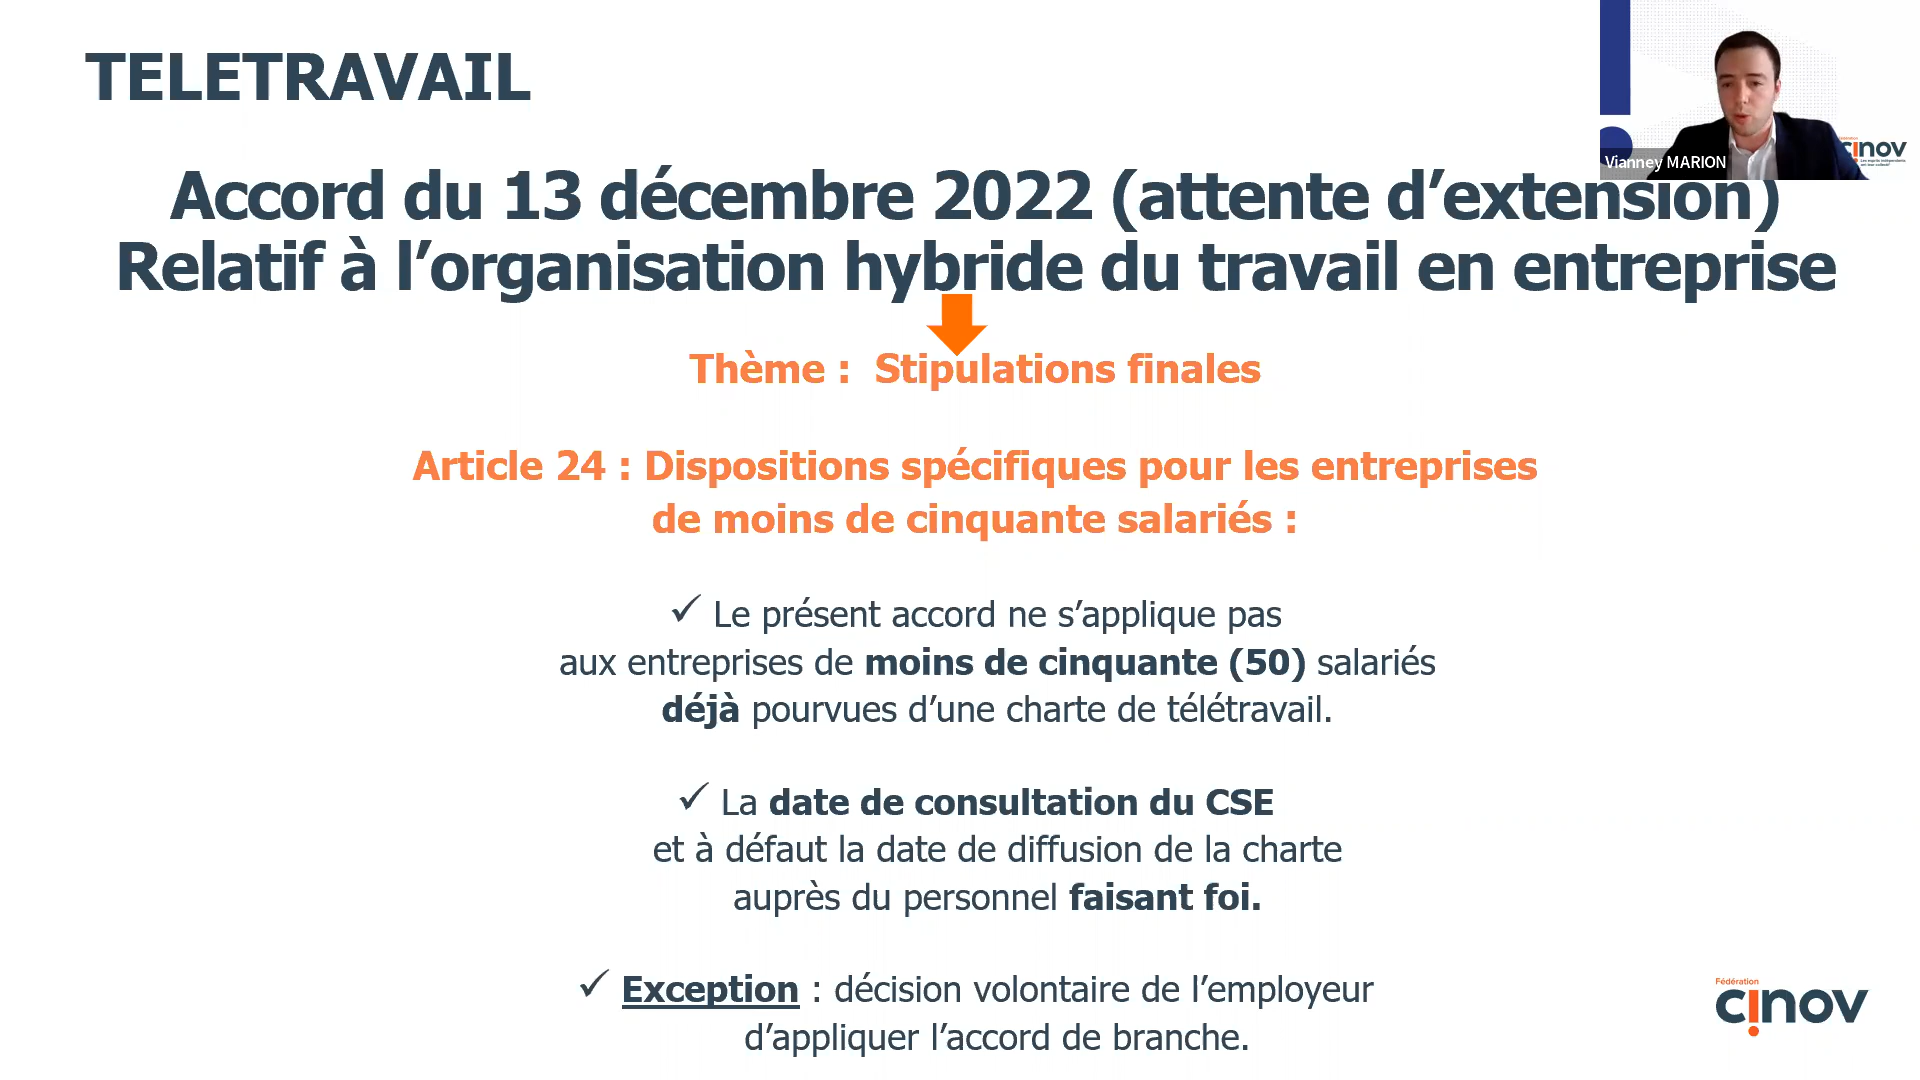 TELETRAVAIL
Vianney MARION
cinov
Accord du 13 décembre 2022 (attente d’extension)
Relatif à l’organisation hybride du travail en entreprise
Thème : Stipulations finales
Article 24 : Dispositions spécifiques pour les entreprises
de moins de cinquante salariés :
✓ Le présent accord ne s’applique pas
aux entreprises de moins de cinquante (50) salariés
déjà pourvues d’une charte de télétravail.
✓ La date de consultation du CSE
et à défaut la date de diffusion de la charte
auprès du personnel faisant foi.
✓ Exception : décision volontaire de l’employeur
d’appliquer l’accord de branche.
Fédération
cinov